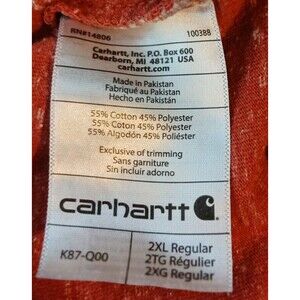 RN#14806 100388
Carhartt, Inc. P.O. Box 600
Dearborn, MI 48121 USA
carhartt.com
Made in Pakistan
Fabriqué au Pakistan
Hecho en Pakistán
55% Cotton 45% Polyester
55% Coton 45% Polyester
55% Algodón 45% Poliéster
Exclusive of trimming
Sans garniture
Sin incluir adorno
carhartt
K87-Q00
2XL Regular
2TG Régulier
2XG Regular